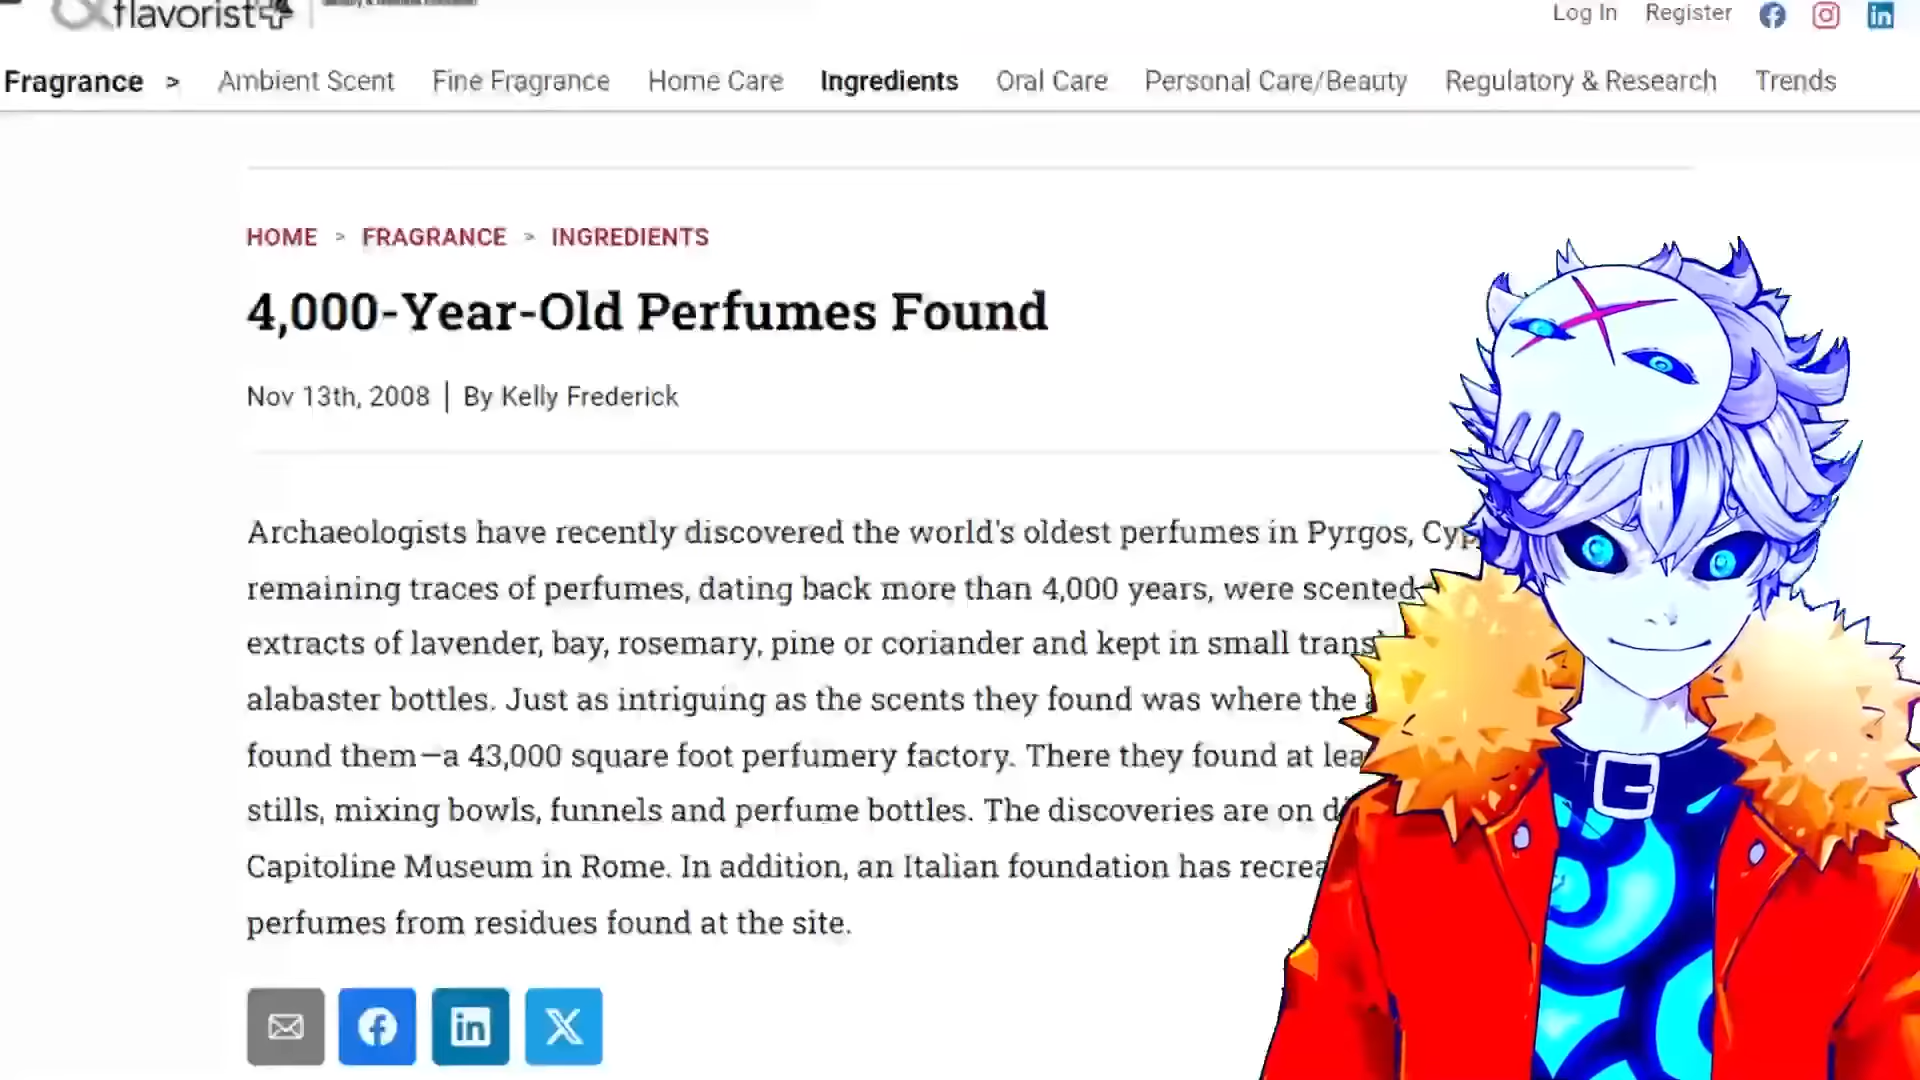 flavorist
Log In Register
Fragrance > Ambient Scent Fine Fragrance Home Care Ingredients Oral Care Personal Care/Beauty Regulatory & Research Trends
HOME > FRAGRANCE > INGREDIENTS
4,000-Year-Old Perfumes Found
Nov 13th, 2008 | By Kelly Frederick
Archaeologists have recently discovered the world's oldest perfumes in Pyrgos,
remaining traces of perfumes, dating back more than 4,000 years, were scented
extracts of lavender, bay, rosemary, pine or coriander and kept in small
alabaster bottles. Just as intriguing as the scents they found was where the
found them—a 43,000 square foot perfumery factory. There they found at
stills, mixing bowls, funnels and perfume bottles. The discoveries are on
Capitoline Museum in Rome. In addition, an Italian foundation has
perfumes from residues found at the site.